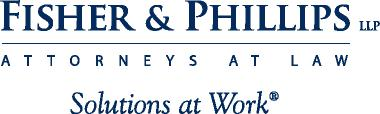 FISHER & PHILLIPS LLP
ATTORNEYS AT LAW
Solutions at Work®